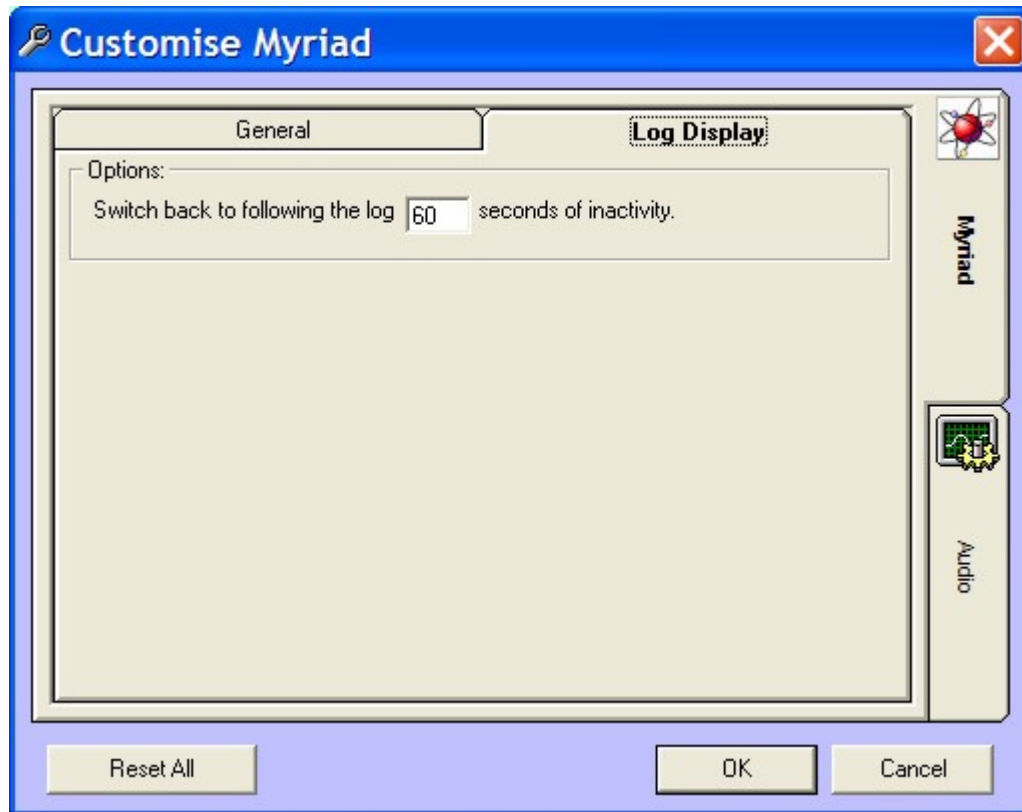 Customise Myriad
General
Log Display
Options:
Switch back to following the log 60 seconds of inactivity.
Myriad
Audio
Reset All
OK
Cancel